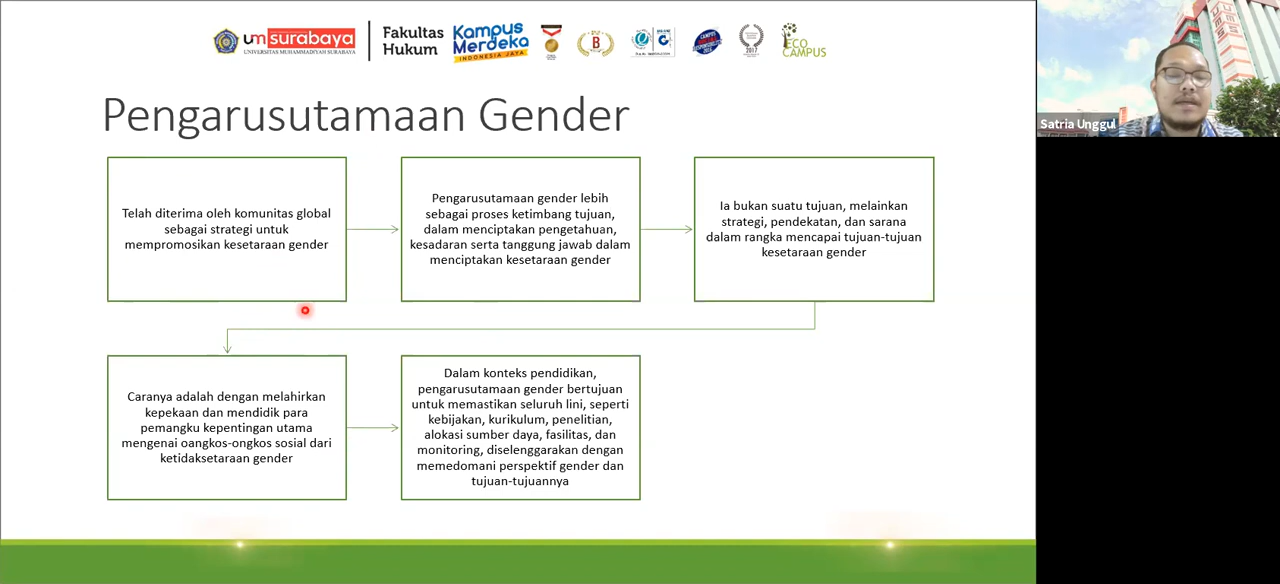 um surabaya
UNIVERSITAS MUHAMMADIYAH SURABAYA
Fakultas
Hukum
Kampus
Merdeka
INDONESIA JAYA
B
2017
ECO
CAMPUS
Satria Unggul
Pengarusutamaan Gender
Telah diterima oleh komunitas global
sebagai strategi untuk
mempromosikan kesetaraan gender
Pengarusutamaan gender lebih
sebagai proses ketimbang tujuan,
dalam menciptakan pengetahuan,
kesadaran serta tanggung jawab dalam
menciptakan kesetaraan gender
Ia bukan suatu tujuan, melainkan
strategi, pendekatan, dan sarana
dalam rangka mencapai tujuan-tujuan
kesetaraan gender
Caranya adalah dengan melahirkan
kepekaan dan mendidik para
pemangku kepentingan utama
mengenai oangkos-ongkos sosial dari
ketidaksetaraan gender
Dalam konteks pendidikan,
pengarusutamaan gender bertujuan
untuk memastikan seluruh lini, seperti
kebijakan, kurikulum, penelitian,
alokasi sumber daya, fasilitas, dan
monitoring, diselenggarakan dengan
memedomani perspektif gender dan
tujuan-tujuannya